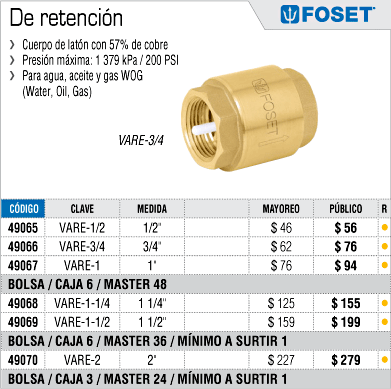 De retención
FOSET
Cuerpo de latón con 57% de cobre
Presión máxima: 1 379 kPa / 200 PSI
Para agua, aceite y gas WOG
(Water, Oil, Gas)
FOSET
VARE-3/4
CÓDIGO CLAVE MEDIDA MAYOREO PÚBLICO R
49065 VARE-1/2 1/2" $ 46 $ 56
49066 VARE-3/4 3/4" $ 62 $ 76
49067 VARE-1 1" $ 76 $ 94
BOLSA / CAJA 6 / MASTER 48
49068 VARE-1-1/4 1 1/4" $ 125 $ 155
49069 VARE-1-1/2 1 1/2" $ 159 $ 199
BOLSA / CAJA 6 / MASTER 36 / MÍNIMO A SURTIR 1
49070 VARE-2 2" $ 227 $ 279
BOLSA / CAJA 3 / MASTER 24 / MÍNIMO A SURTIR 1